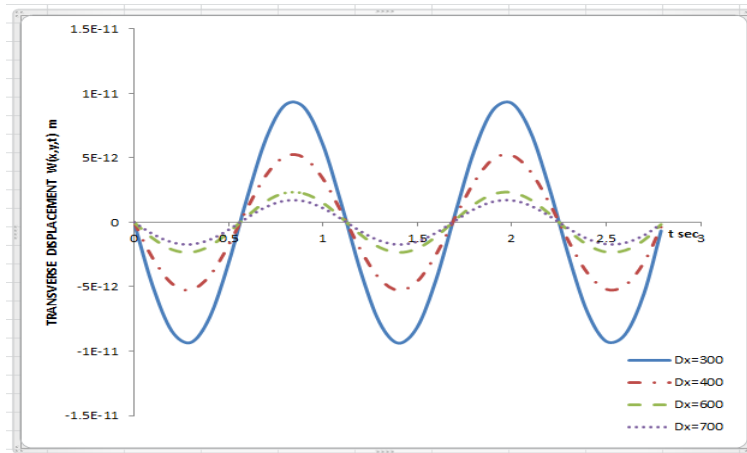 1.5E-11
1E-11
5E-12
0
-5E-12
-1E-11
-1.5E-11
TRANSVERSE DISPLACEMENT W(x,y,t) m
0
0.5
1
1.5
2
2.5
3
t sec
Dx=300
Dx=400
Dx=600
Dx=700